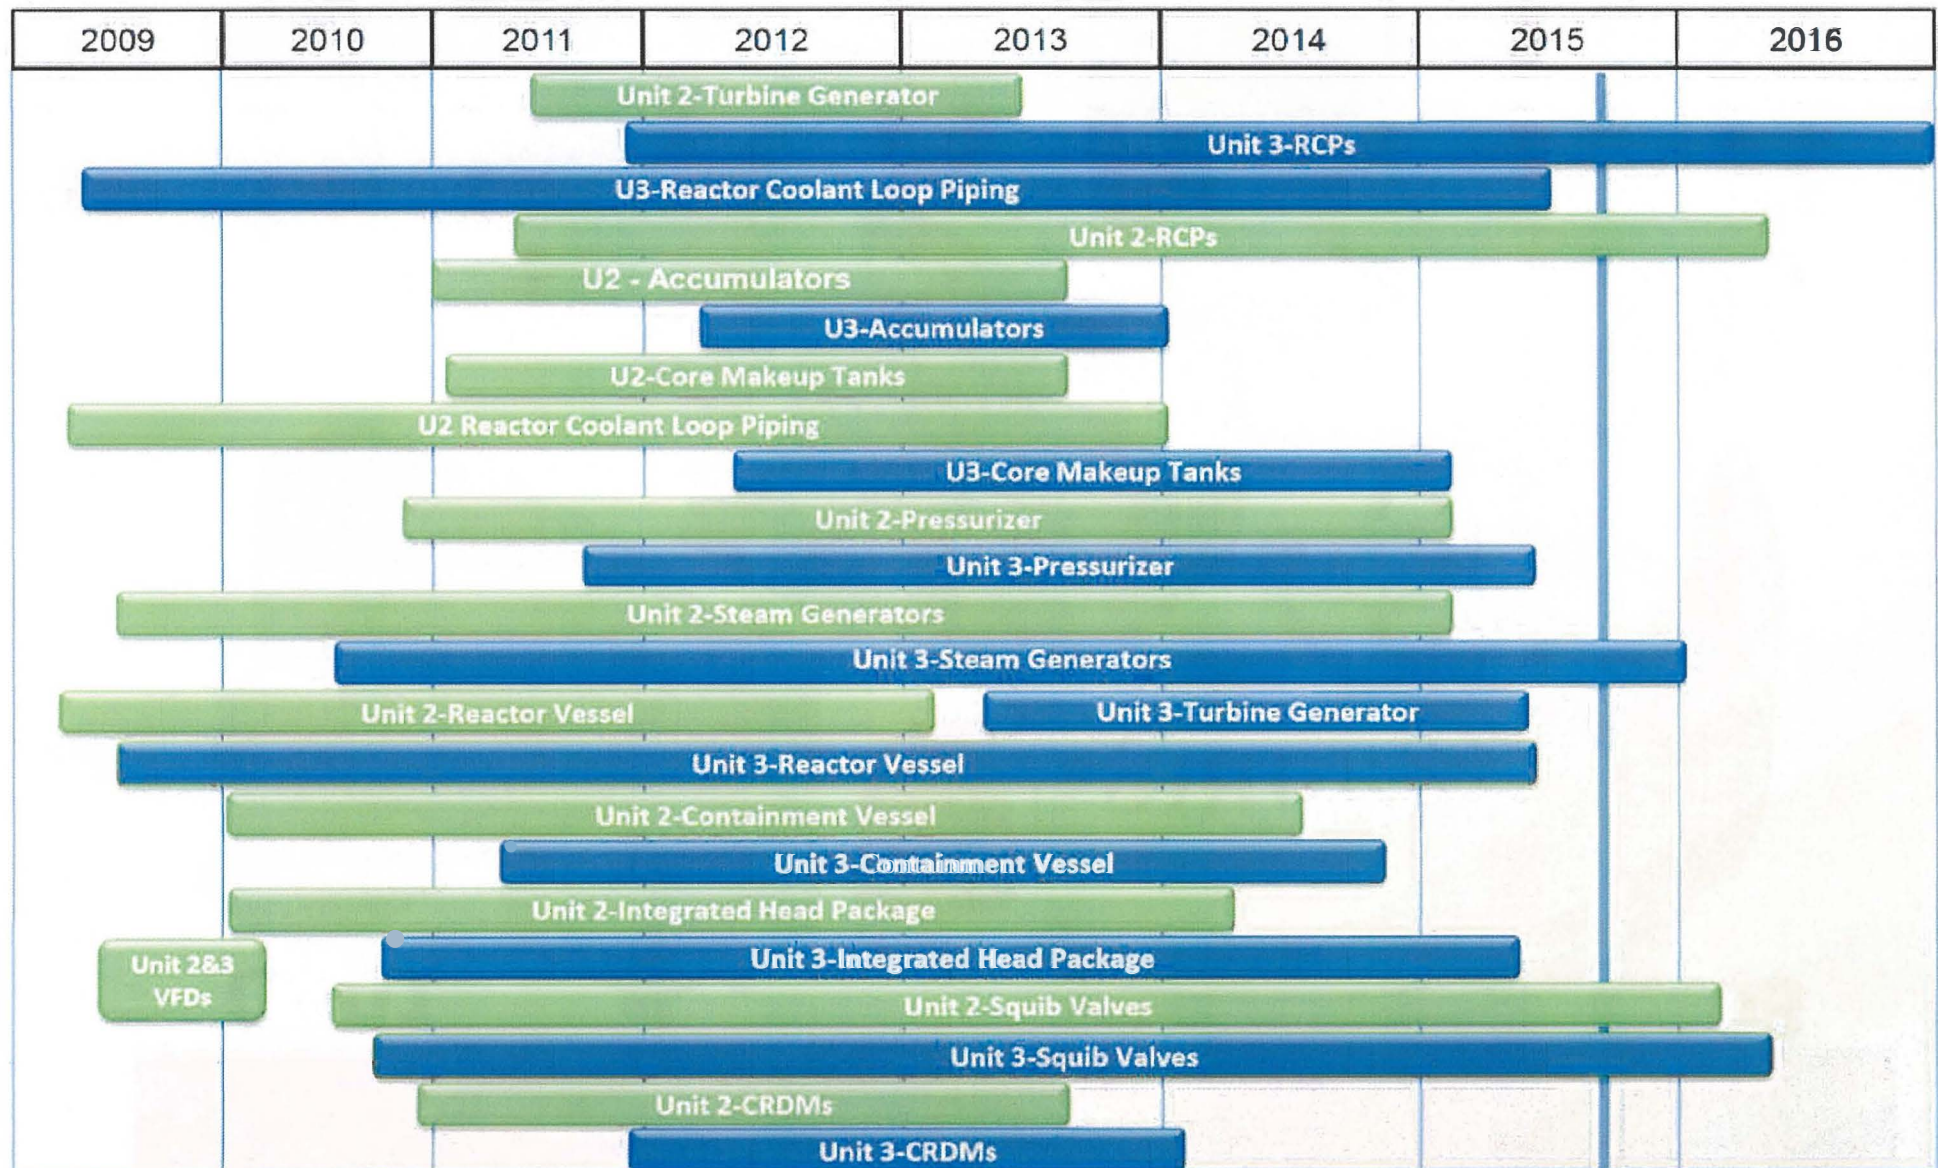 2009 2010 2011 2012 2013 2014 2015 2016
Unit 2-Turbine Generator
Unit 3-RCPs
U3-Reactor Coolant Loop Piping
Unit 2-RCPs
U2 - Accumulators
U3-Accumulators
U2-Core Makeup Tanks
U2 Reactor Coolant Loop Piping
U3-Core Makeup Tanks
Unit 2-Pressurizer
Unit 3-Pressurizer
Unit 2-Steam Generators
Unit 3-Steam Generators
Unit 2-Reactor Vessel Unit 3-Turbine Generator
Unit 3-Reactor Vessel
Unit 2-Containment Vessel
Unit 3-Containment Vessel
Unit 2-Integrated Head Package
Unit 3-Integrated Head Package
Unit 2&3
VFDs
Unit 2-Squib Valves
Unit 3-Squib Valves
Unit 2-CRDMs
Unit 3-CRDMs